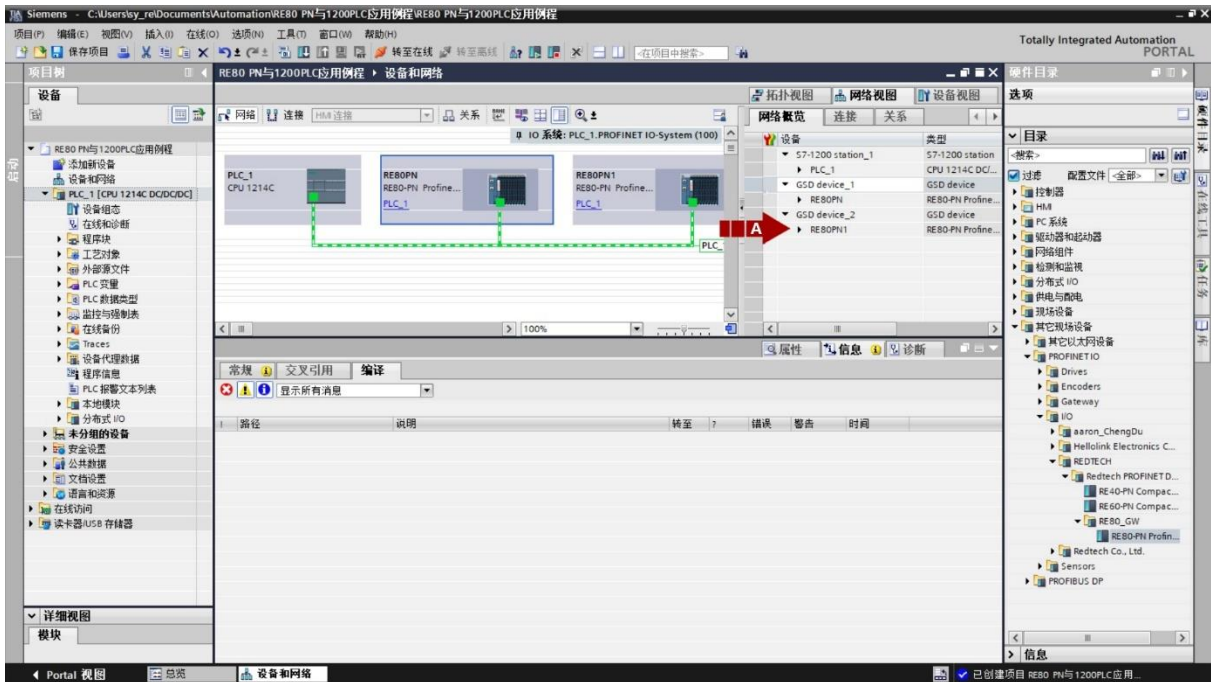 Siemens - C:\Users\sy_re\Documents\Automation\RE80 PN与1200PLC应用例程\RE80 PN与1200PLC应用例程
项目(P) 编辑(E) 视图(V) 插入(I) 在线(O) 选项(N) 工具(T) 窗口(W) 帮助(H)
Totally Integrated Automation
PORTAL
保存项目 转至在线 转至离线 <在项目中搜索>
项目树
RE80 PN与1200PLC应用例程 ▸ 设备和网络
硬件目录
设备
拓扑视图 网络视图 设备视图
选项
网络 连接 HMI 连接 关系
网络概览 连接 关系
IO 系统: PLC_1.PROFINET IO-System (100)
PLC_1
CPU 1214C
RE80PN
RE80-PN Profine...
PLC_1
RE80PN1
RE80-PN Profine...
PLC_1
PLC_
100%
A
设备 类型
S7-1200 station_1 S7-1200 station
PLC_1 CPU 1214C DC/...
GSD device_1 GSD device
RE80PN RE80-PN Profine...
GSD device_2 GSD device
RE80PN1 RE80-PN Profine...
RE80 PN与1200PLC应用例程
添加新设备
设备和网络
PLC_1 [CPU 1214C DC/DC/DC]
设备组态
在线和诊断
程序块
工艺对象
外部源文件
PLC 变量
PLC 数据类型
监控与强制表
在线备份
Traces
设备代理数据
程序信息
PLC 报警文本列表
本地模块
分布式 I/O
未分组的设备
安全设置
公共数据
文档设置
语言和资源
在线访问
读卡器/USB 存储器
详细视图
模块
属性 信息 诊断
常规 交叉引用 编译
显示所有消息
! 路径 说明 转至 ? 错误 警告 时间
目录
<搜索>
过滤 配置文件 <全部>
控制器
HMI
PC 系统
驱动器和起动器
网络组件
检测和监视
分布式 I/O
供电与配电
现场设备
其它现场设备
其它以太网设备
PROFINET IO
Drives
Encoders
Gateway
I/O
aaron_ChengDu
Hellolink Electronics C...
REDTECH
Redtech PROFINET D...
RE40-PN Compac...
RE60-PN Compac...
RE80_GW
RE80-PN Profin...
Redtech Co., Ltd.
Sensors
PROFIBUS DP
信息
启动
硬件目录
在线工具
任务
库
Portal 视图 总览 设备和网络
已创建项目 RE80 PN与1200PLC应用...